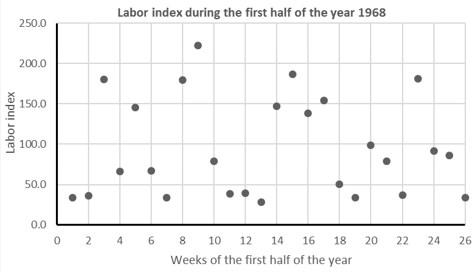 Labor index during the first half of the year 1968
250.0
200.0
150.0
100.0
50.0
0.0
Labor index
0 2 4 6 8 10 12 14 16 18 20 22 24 26
Weeks of the first half of the year